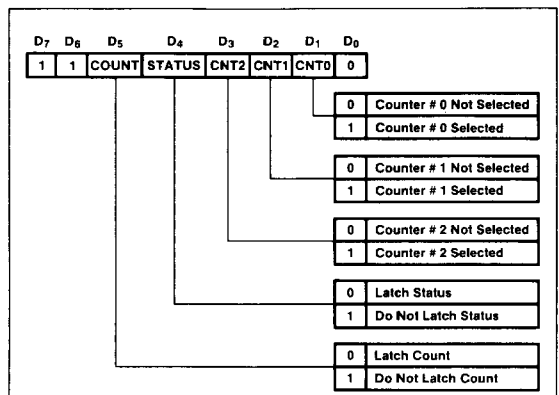 D7 D6 D5 D4 D3 D2 D1 D0
1 1 COUNT STATUS CNT2 CNT1 CNT0 0
0 Counter # 0 Not Selected
1 Counter # 0 Selected
0 Counter # 1 Not Selected
1 Counter # 1 Selected
0 Counter # 2 Not Selected
1 Counter # 2 Selected
0 Latch Status
1 Do Not Latch Status
0 Latch Count
1 Do Not Latch Count